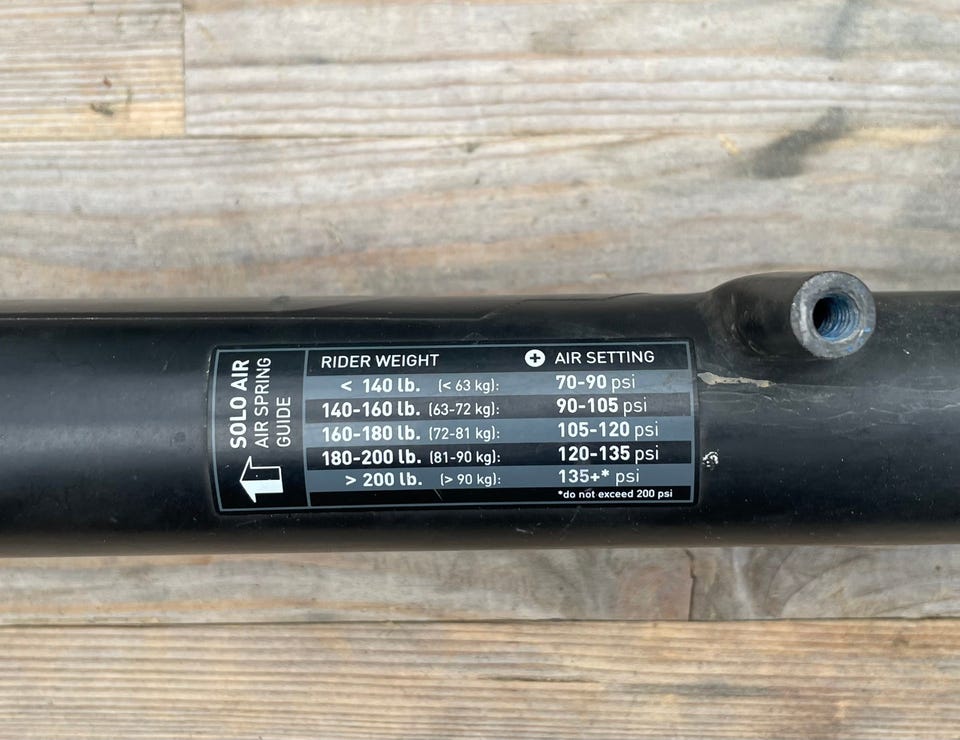 SOLO AIR
AIR SPRING
GUIDE
RIDER WEIGHT + AIR SETTING
< 140 lb. (< 63 kg): 70-90 psi
140-160 lb. (63-72 kg): 90-105 psi
160-180 lb. (72-81 kg): 105-120 psi
180-200 lb. (81-90 kg): 120-135 psi
> 200 lb. (> 90 kg): 135+* psi
*do not exceed 200 psi